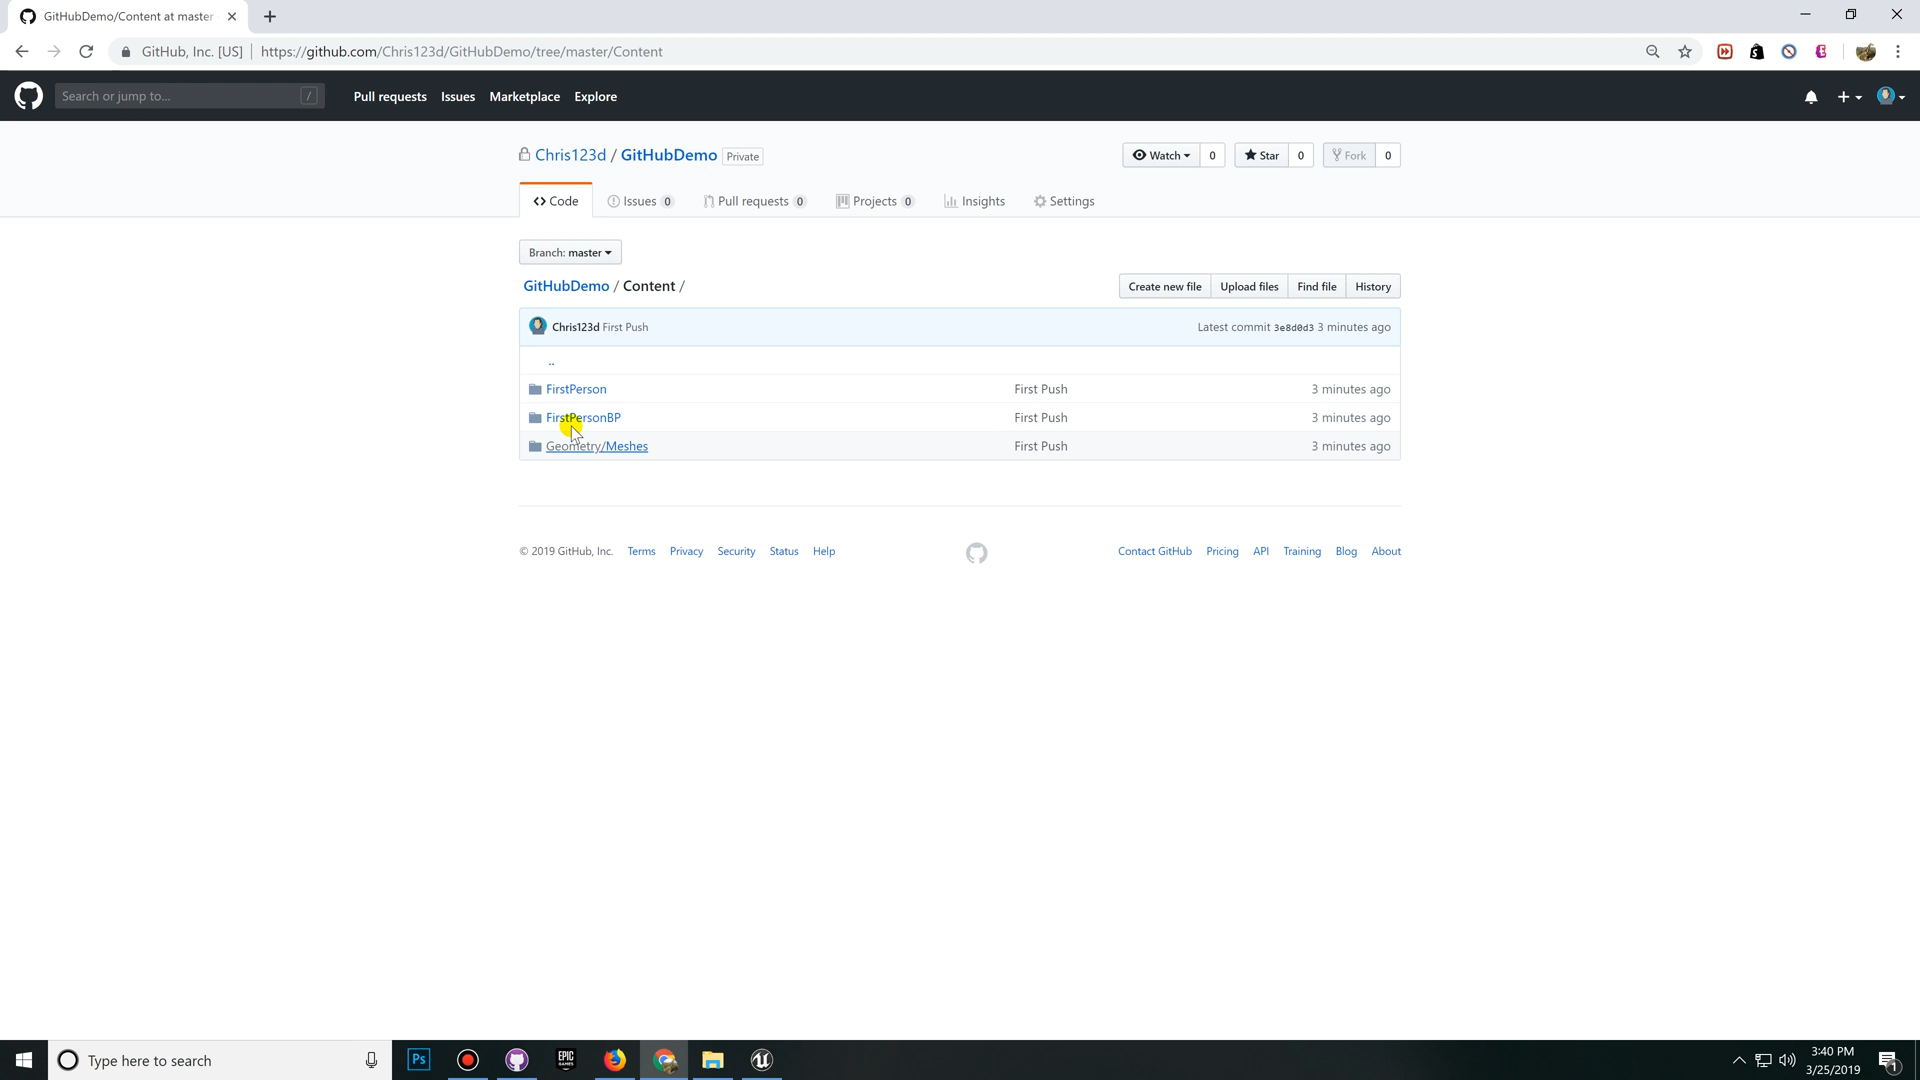 GitHubDemo/Content at master
GitHub, Inc. [US] https://github.com/Chris123d/GitHubDemo/tree/master/Content
Search or jump to... / Pull requests Issues Marketplace Explore
Chris123d / GitHubDemo Private Watch 0 Star 0 Fork 0
Code Issues 0 Pull requests 0 Projects 0 Insights Settings
Branch: master
GitHubDemo / Content / Create new file Upload files Find file History
Chris123d First Push Latest commit 3e8d0d3 3 minutes ago
..
FirstPerson First Push 3 minutes ago
FirstPersonBP First Push 3 minutes ago
Geometry/Meshes First Push 3 minutes ago
© 2019 GitHub, Inc. Terms Privacy Security Status Help Contact GitHub Pricing API Training Blog About
Type here to search Ps EPIC GAMES 3:40 PM
3/25/2019 1